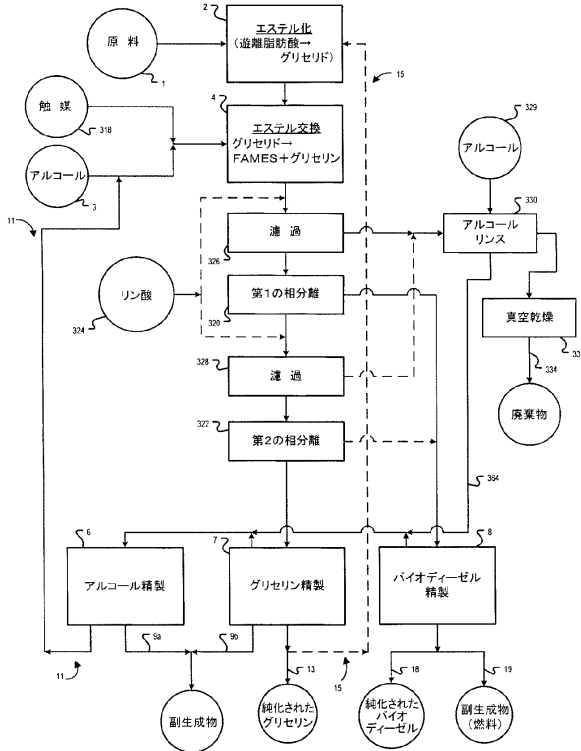 2
原料
1
エステル化
(遊離脂肪酸→
グリセリド)
15
触媒
318
4
エステル交換
グリセリド→
FAMES+グリセリン
329
アルコール
アルコール
3
11
330
アルコール
リンス
濾過
326
リン酸
324
第1の相分離
320
真空乾燥
33
328
濾過
334
廃棄物
322
第2の相分離
364
6
アルコール精製
7
グリセリン精製
8
バイオディーゼル
精製
9a
9b
11
13
15
18
19
副生成物
純化された
グリセリン
純化された
バイオ
ディーゼル
副生成物
(燃料)